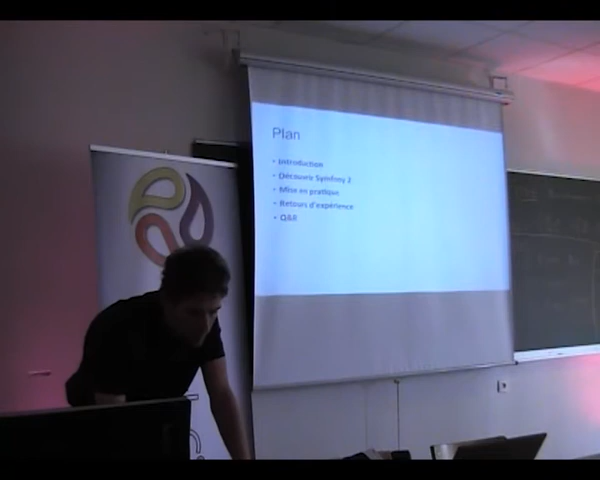 Plan
• Introduction
• Découvrir Symfony 2
• Mise en pratique
• Retours d'expérience
• Q&R